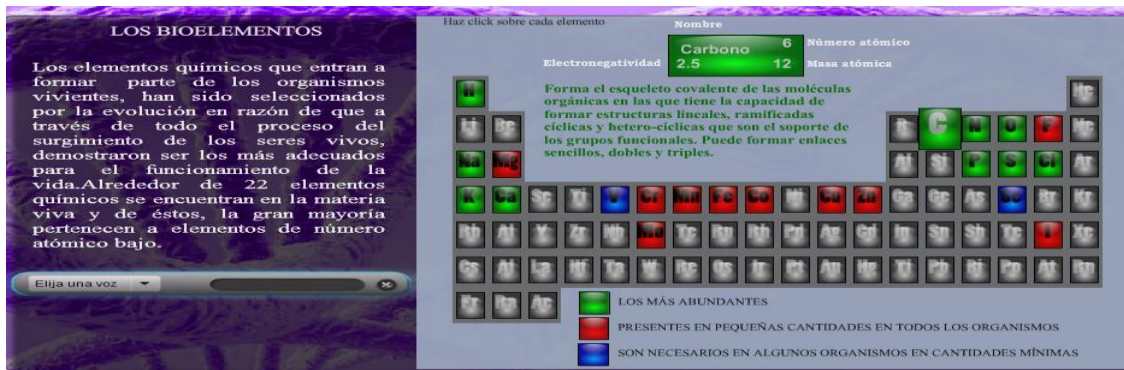 LOS BIOELEMENTOS
Los elementos químicos que entran a
formar parte de los organismos
vivientes, han sido seleccionados
por la evolución en razón de que a
través de todo el proceso del
surgimiento de los seres vivos,
demostraron ser los más adecuados
para el funcionamiento de la
vida.Alrededor de 22 elementos
químicos se encuentran en la materia
viva y de éstos, la gran mayoría
pertenecen a elementos de número
atómico bajo.
Elija una voz
Haz click sobre cada elemento
Nombre
Carbono 6 Número atómico
Electronegatividad 2.5 12 Masa atómica
Forma el esqueleto covalente de las moléculas
orgánicas en las que tiene la capacidad de
formar estructuras lineales, ramificadas
cíclicas y hetero-cíclicas que son el soporte de
los grupos funcionales. Puede formar enlaces
sencillos, dobles y triples.
H He
Li C N O F Ne
Na Mg Al Si P S Cl Ar
K Ca Sc Ti V Cr Mn Fe Co Ni Cu Zn Ga Ge As Se Br Kr
Rb Y Zr Nb Mo Tc Ru Rh Pd Ag In Sn Sb Te I Xe
Cs La Hf Ta W Re Os Ir Pt Au Hg Tl Pb Bi Po At Rn
Fr Ra Ac
LOS MÁS ABUNDANTES
PRESENTES EN PEQUEÑAS CANTIDADES EN TODOS LOS ORGANISMOS
SON NECESARIOS EN ALGUNOS ORGANISMOS EN CANTIDADES MÍNIMAS